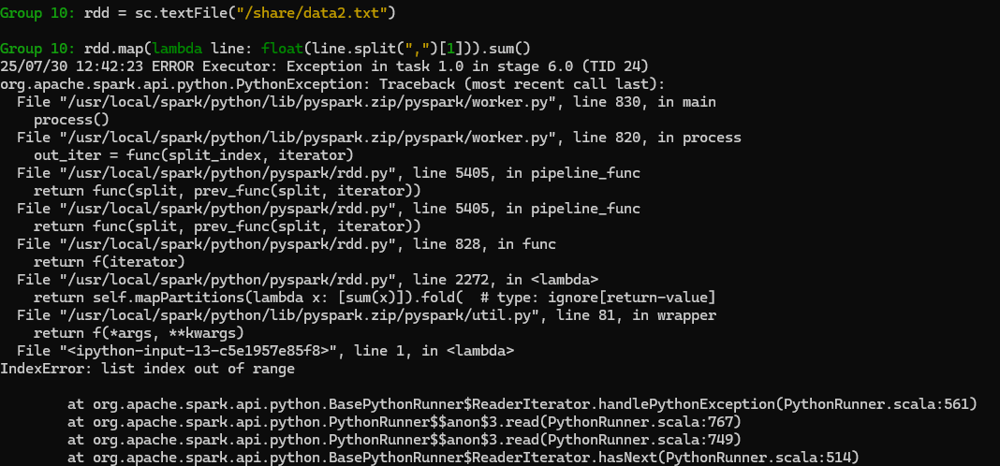 Group 10: rdd = sc.textFile("/share/data2.txt")
Group 10: rdd.map(lambda line: float(line.split(",")[1])).sum()
25/07/30 12:42:23 ERROR Executor: Exception in task 1.0 in stage 6.0 (TID 24)
org.apache.spark.api.python.PythonException: Traceback (most recent call last):
  File "/usr/local/spark/python/lib/pyspark.zip/pyspark/worker.py", line 830, in main
    process()
  File "/usr/local/spark/python/lib/pyspark.zip/pyspark/worker.py", line 820, in process
    out_iter = func(split_index, iterator)
  File "/usr/local/spark/python/pyspark/rdd.py", line 5405, in pipeline_func
    return func(split, prev_func(split, iterator))
  File "/usr/local/spark/python/pyspark/rdd.py", line 5405, in pipeline_func
    return func(split, prev_func(split, iterator))
  File "/usr/local/spark/python/pyspark/rdd.py", line 828, in func
    return f(iterator)
  File "/usr/local/spark/python/pyspark/rdd.py", line 2272, in <lambda>
    return self.mapPartitions(lambda x: [sum(x)]).fold(  # type: ignore[return-value]
  File "/usr/local/spark/python/lib/pyspark.zip/pyspark/util.py", line 81, in wrapper
    return f(*args, **kwargs)
  File "<ipython-input-13-c5e1957e85f8>", line 1, in <lambda>
IndexError: list index out of range
        at org.apache.spark.api.python.BasePythonRunner$ReaderIterator.handlePythonException(PythonRunner.scala:561)
        at org.apache.spark.api.python.PythonRunner$$anon$3.read(PythonRunner.scala:767)
        at org.apache.spark.api.python.PythonRunner$$anon$3.read(PythonRunner.scala:749)
        at org.apache.spark.api.python.BasePythonRunner$ReaderIterator.hasNext(PythonRunner.scala:514)